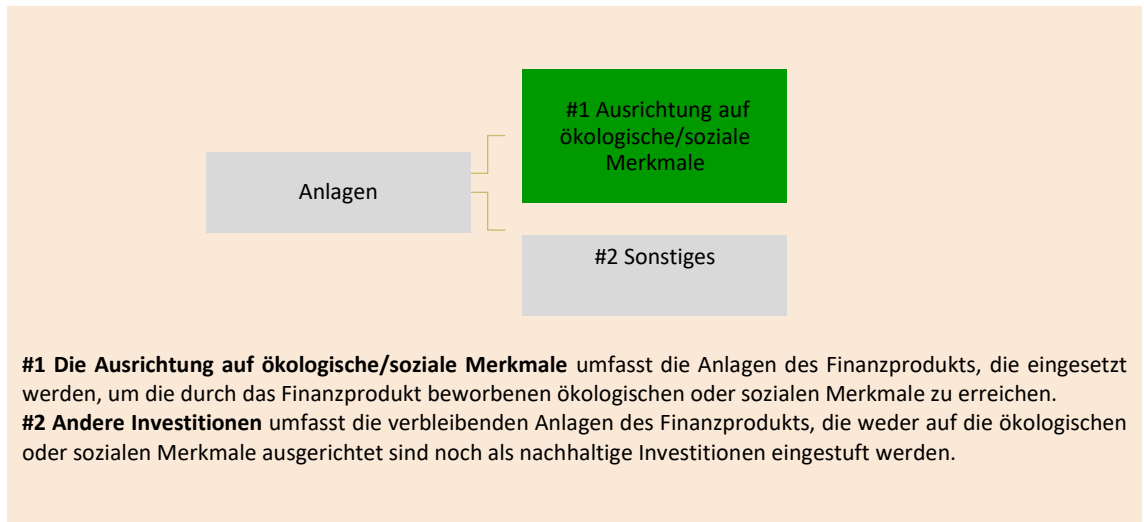 #1 Ausrichtung auf
ökologische/soziale
Merkmale
Anlagen
#2 Sonstiges
#1 Die Ausrichtung auf ökologische/soziale Merkmale umfasst die Anlagen des Finanzprodukts, die eingesetzt
werden, um die durch das Finanzprodukt beworbenen ökologischen oder sozialen Merkmale zu erreichen.
#2 Andere Investitionen umfasst die verbleibenden Anlagen des Finanzprodukts, die weder auf die ökologischen
oder sozialen Merkmale ausgerichtet sind noch als nachhaltige Investitionen eingestuft werden.